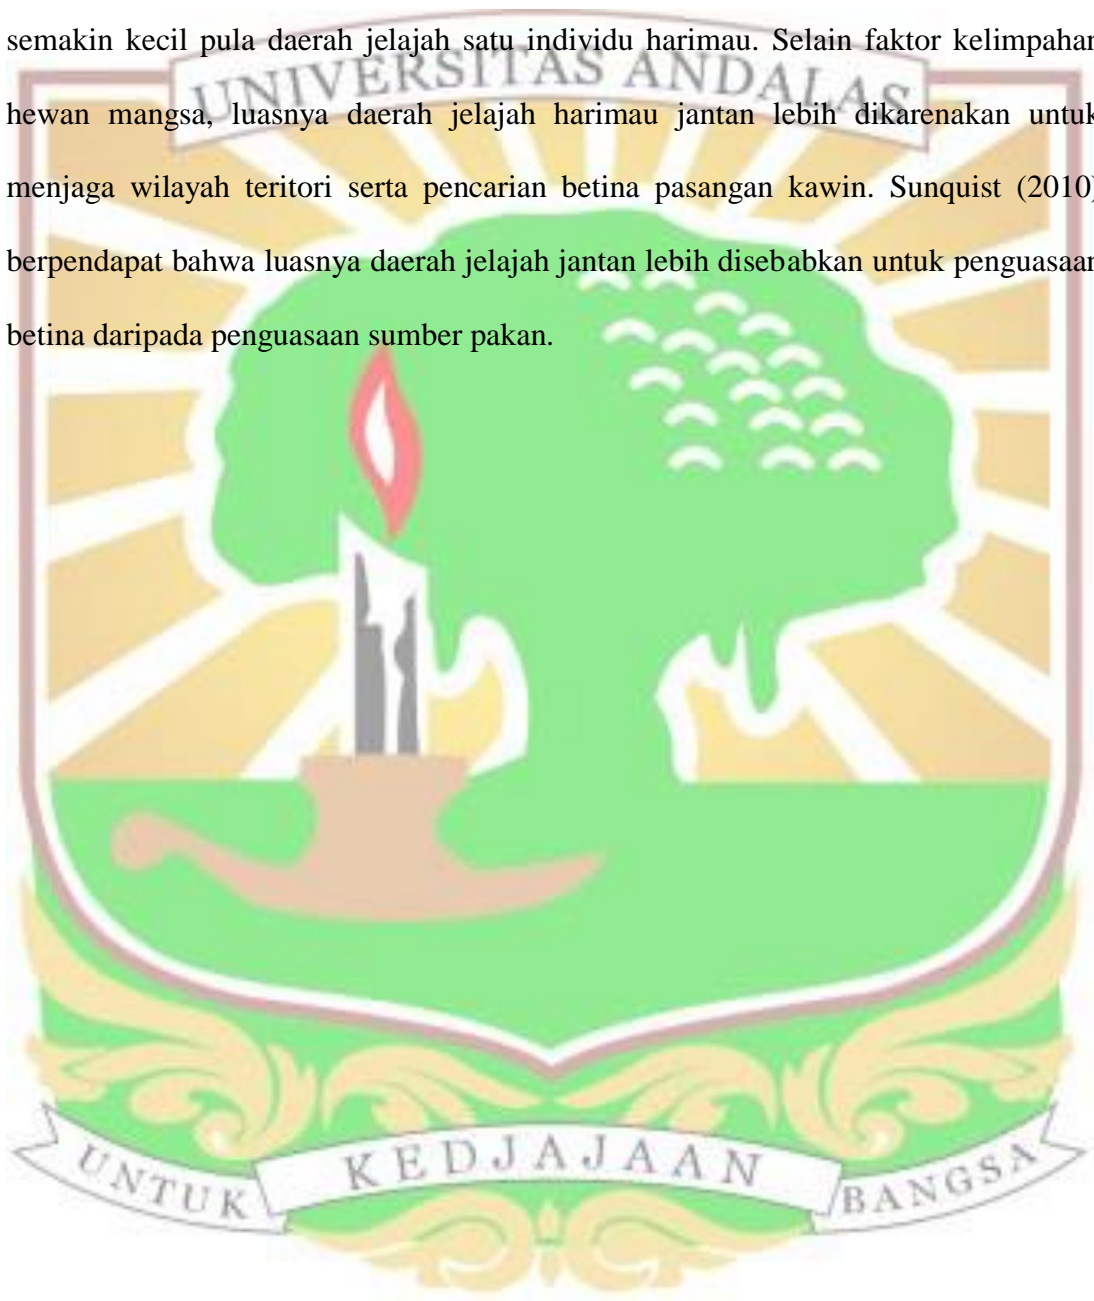 semakin kecil pula daerah jelajah satu individu harimau. Selain faktor kelimpahan
UNIVERSITAS ANDALAS
hewan mangsa, luasnya daerah jelajah harimau jantan lebih dikarenakan untuk
menjaga wilayah teritori serta pencarian betina pasangan kawin. Sunquist (2010)
berpendapat bahwa luasnya daerah jelajah jantan lebih disebabkan untuk penguasaan
betina daripada penguasaan sumber pakan.
UNTUK KEDJAJAAN BANGSA